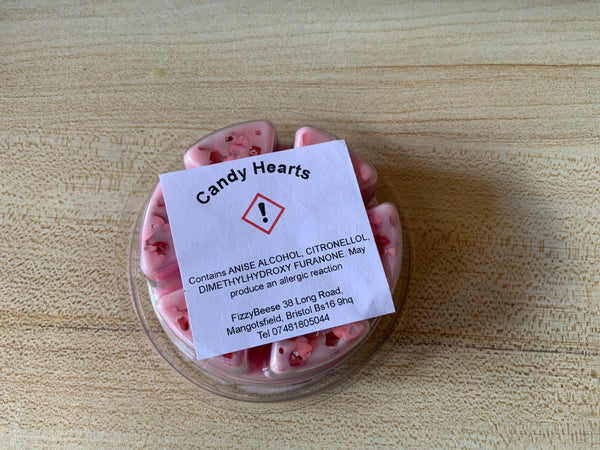 Candy Hearts
!
Contains ANISE ALCOHOL, CITRONELLOL,
DIMETHYLHYDROXY FURANONE. May
produce an allergic reaction
FizzyBeese 38 Long Road,
Mangotsfield, Bristol Bs16 9hq
Tel 07481805044